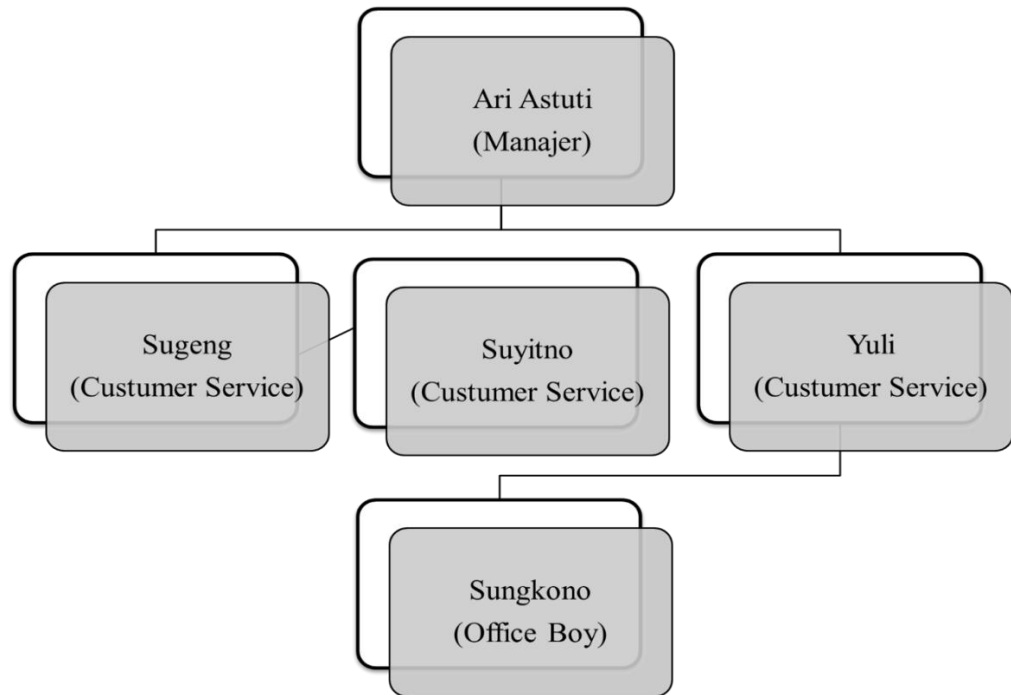 Ari Astuti
(Manajer)
Sugeng
(Custumer Service)
Suyitno
(Custumer Service)
Yuli
(Custumer Service)
Sungkono
(Office Boy)